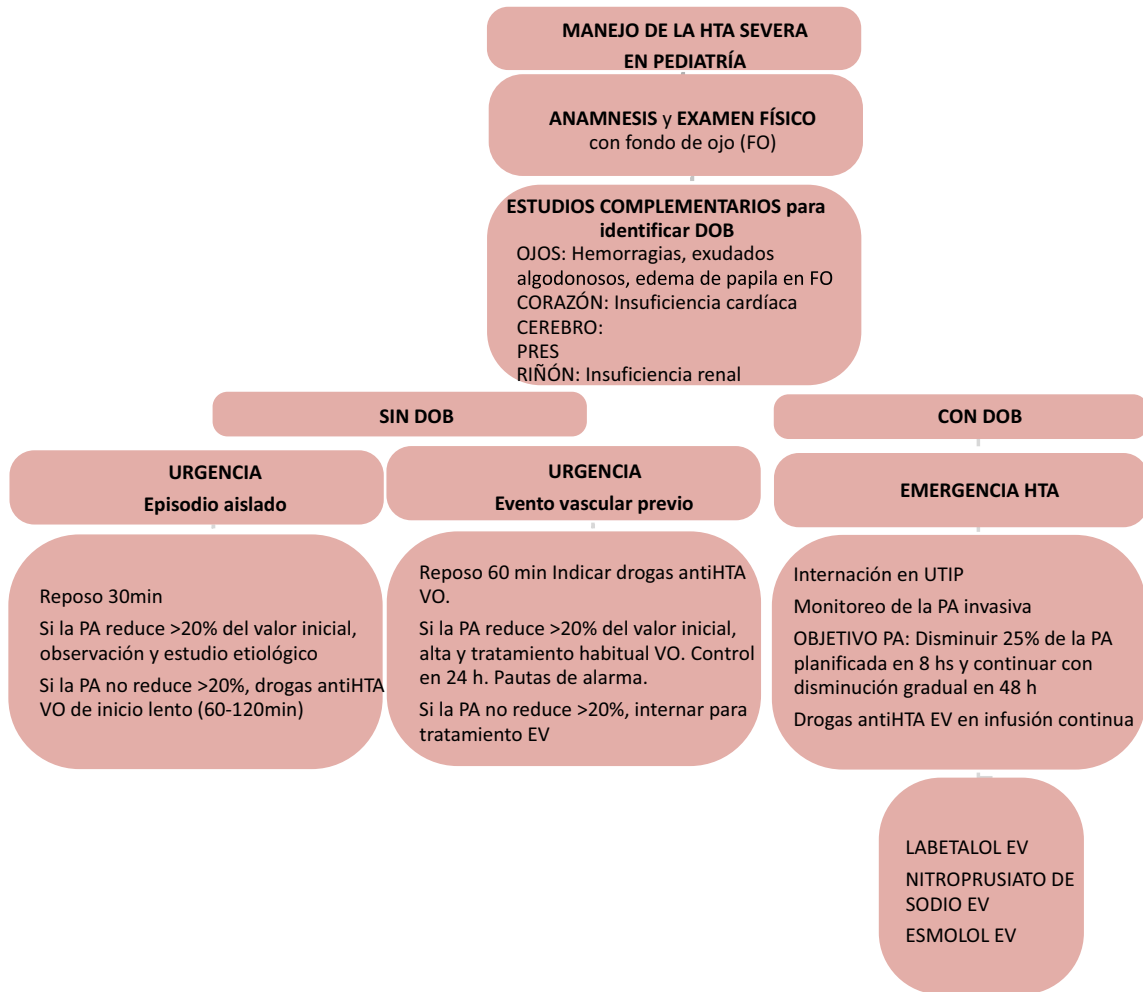 MANEJO DE LA HTA SEVERA
EN PEDIATRÍA
ANAMNESIS y EXAMEN FÍSICO
con fondo de ojo (FO)
ESTUDIOS COMPLEMENTARIOS para
identificar DOB
OJOS: Hemorragias, exudados
algodonosos, edema de papila en FO
CORAZÓN: Insuficiencia cardíaca
CEREBRO:
PRES
RIÑÓN: Insuficiencia renal
SIN DOB
CON DOB
URGENCIA
Episodio aislado
URGENCIA
Evento vascular previo
EMERGENCIA HTA
Reposo 30min
Si la PA reduce >20% del valor inicial,
observación y estudio etiológico
Si la PA no reduce >20%, drogas antiHTA
VO de inicio lento (60-120min)
Reposo 60 min Indicar drogas antiHTA
VO.
Si la PA reduce >20% del valor inicial,
alta y tratamiento habitual VO. Control
en 24 h. Pautas de alarma.
Si la PA no reduce >20%, internar para
tratamiento EV
Internación en UTIP
Monitoreo de la PA invasiva
OBJETIVO PA: Disminuir 25% de la PA
planificada en 8 hs y continuar con
disminución gradual en 48 h
Drogas antiHTA EV en infusión continua
LABETALOL EV
NITROPRUSIATO DE
SODIO EV
ESMOLOL EV